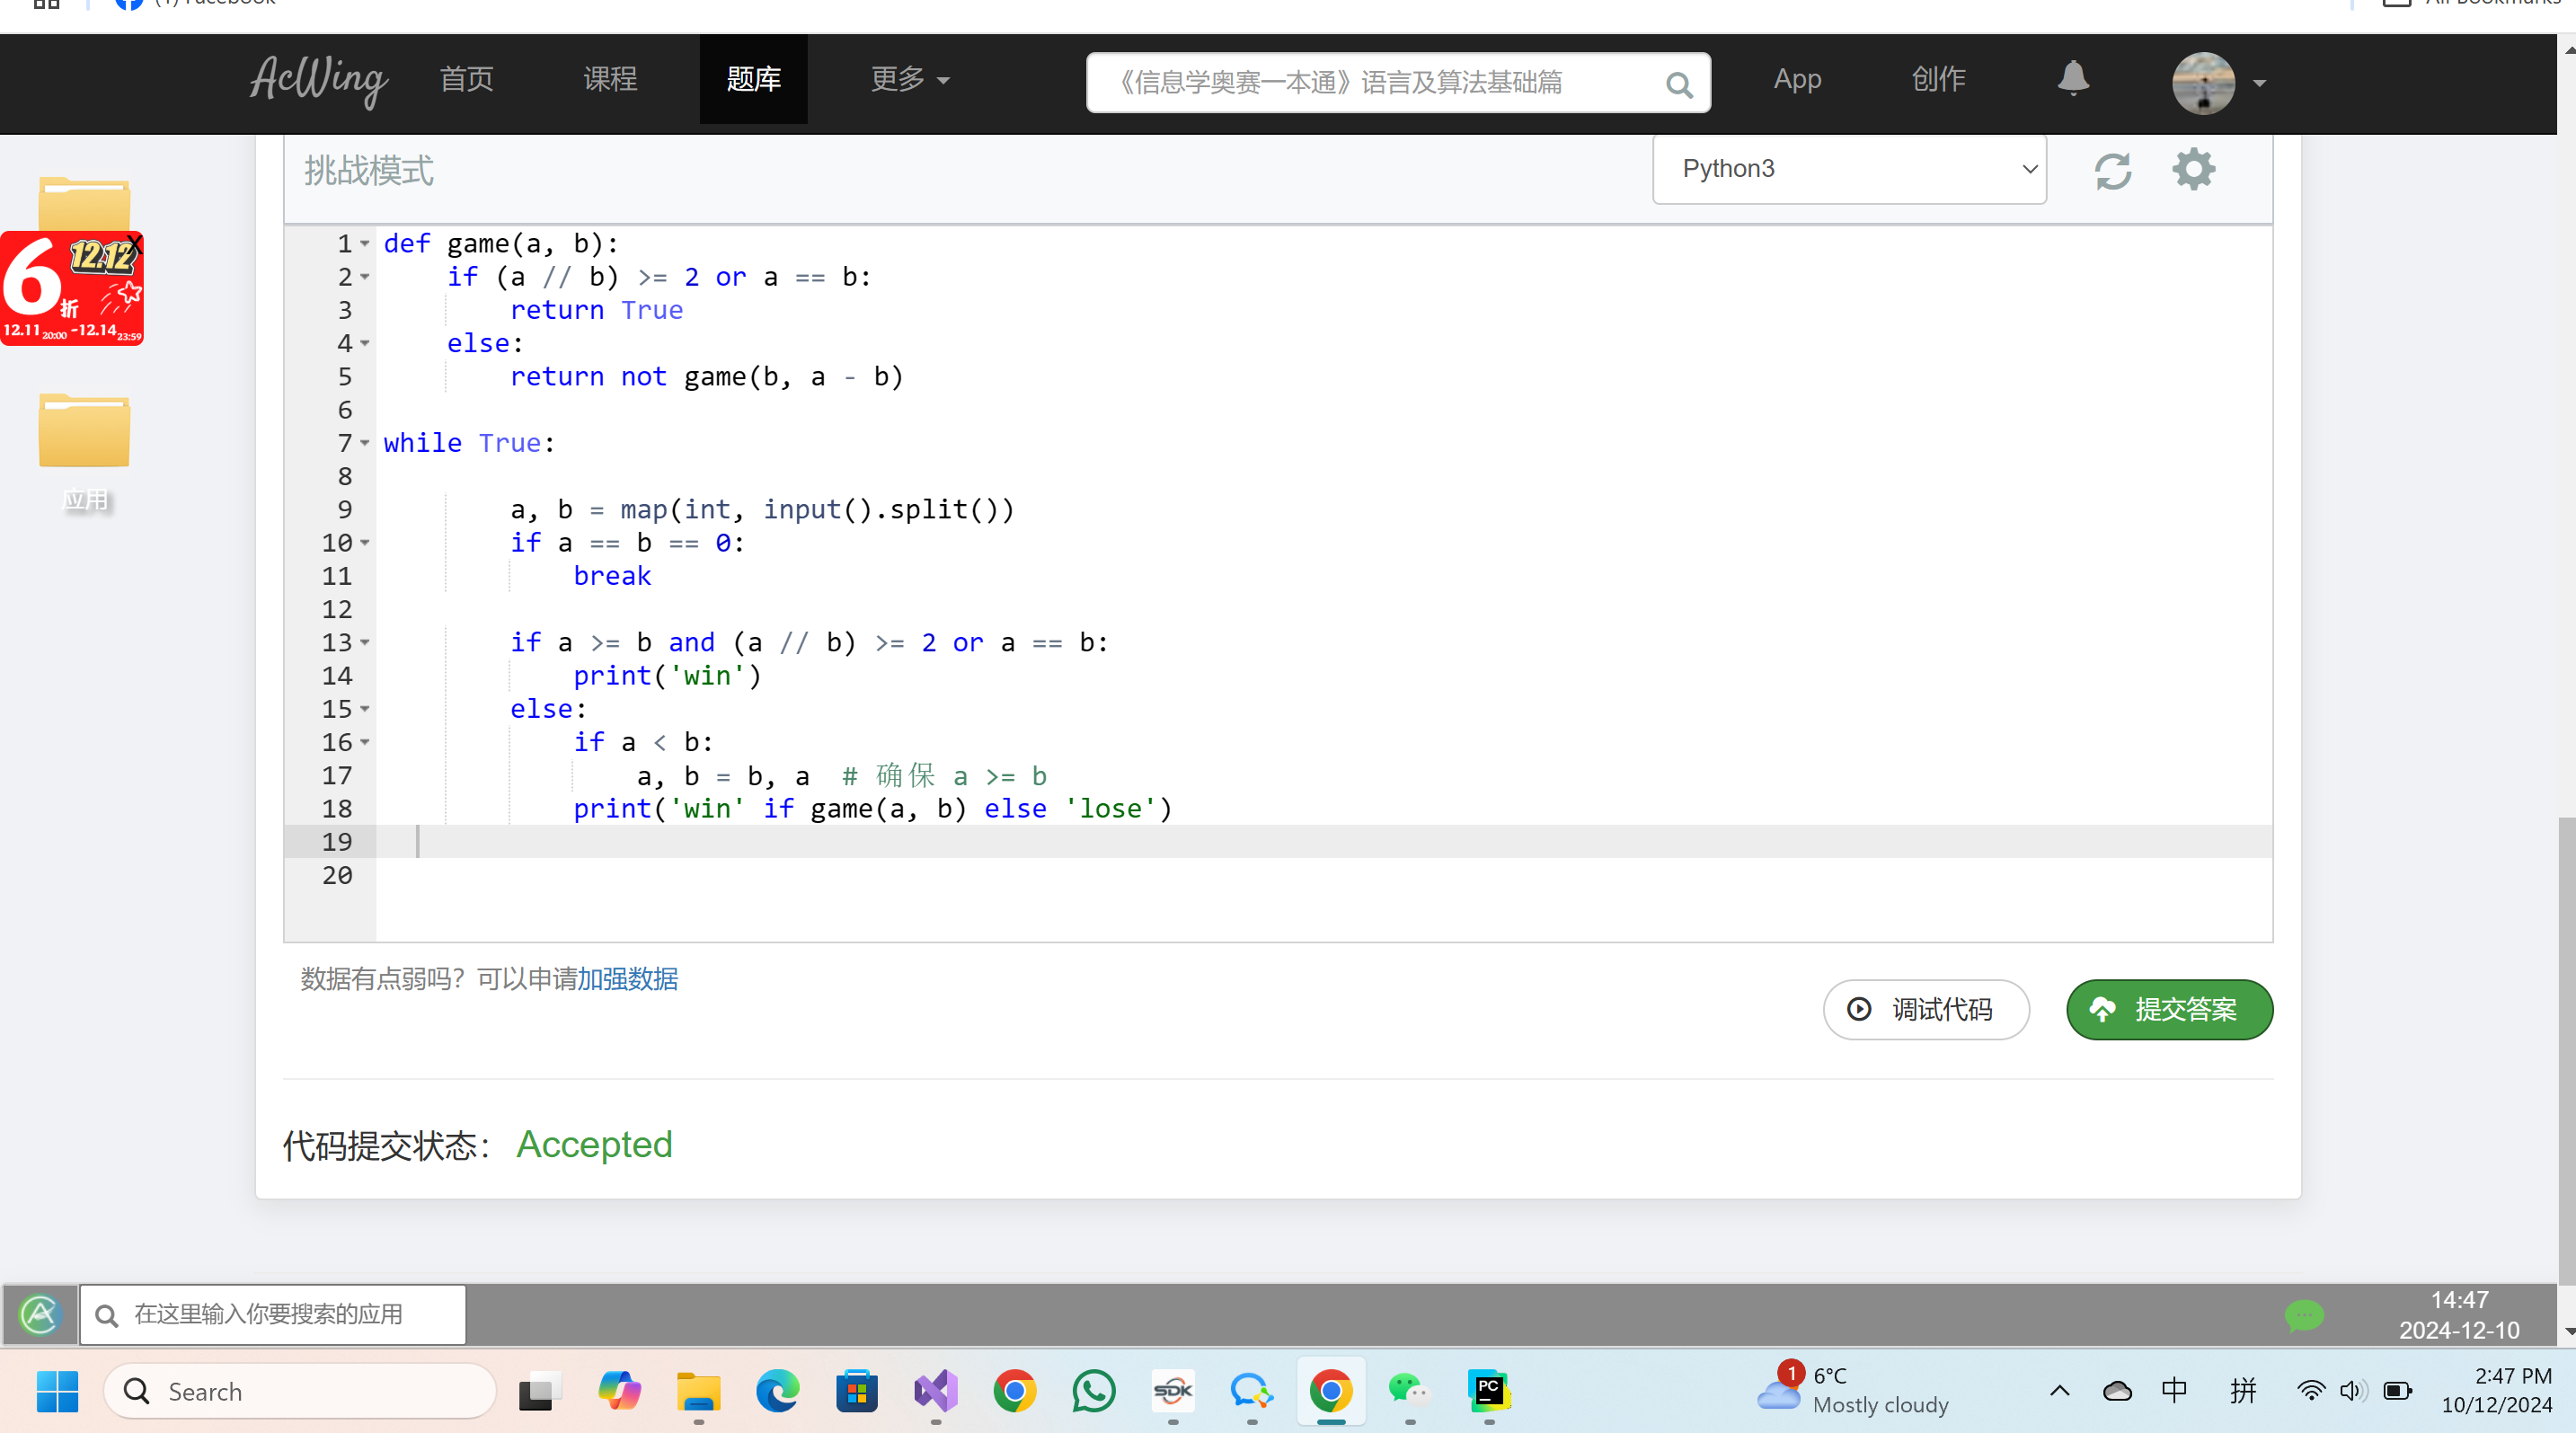 (1) Facebook
All Bookmarks
AcWing 首页 课程 题库 更多 《信息学奥赛一本通》语言及算法基础篇 App 创作
挑战模式 Python3
6折 12.12 X
12.11 20:00 -12.14 23:59
应用
1 def game(a, b):
2     if (a // b) >= 2 or a == b:
3         return True
4     else:
5         return not game(b, a - b)
6
7 while True:
8
9         a, b = map(int, input().split())
10         if a == b == 0:
11             break
12
13         if a >= b and (a // b) >= 2 or a == b:
14             print('win')
15         else:
16             if a < b:
17                 a, b = b, a  # 确保 a >= b
18             print('win' if game(a, b) else 'lose')
19
20
数据有点弱吗？可以申请加强数据
调试代码 提交答案
代码提交状态： Accepted
在这里输入你要搜索的应用
14:47
2024-12-10
Search
SDK
PC
1
6°C
Mostly cloudy
中 拼
2:47 PM
10/12/2024